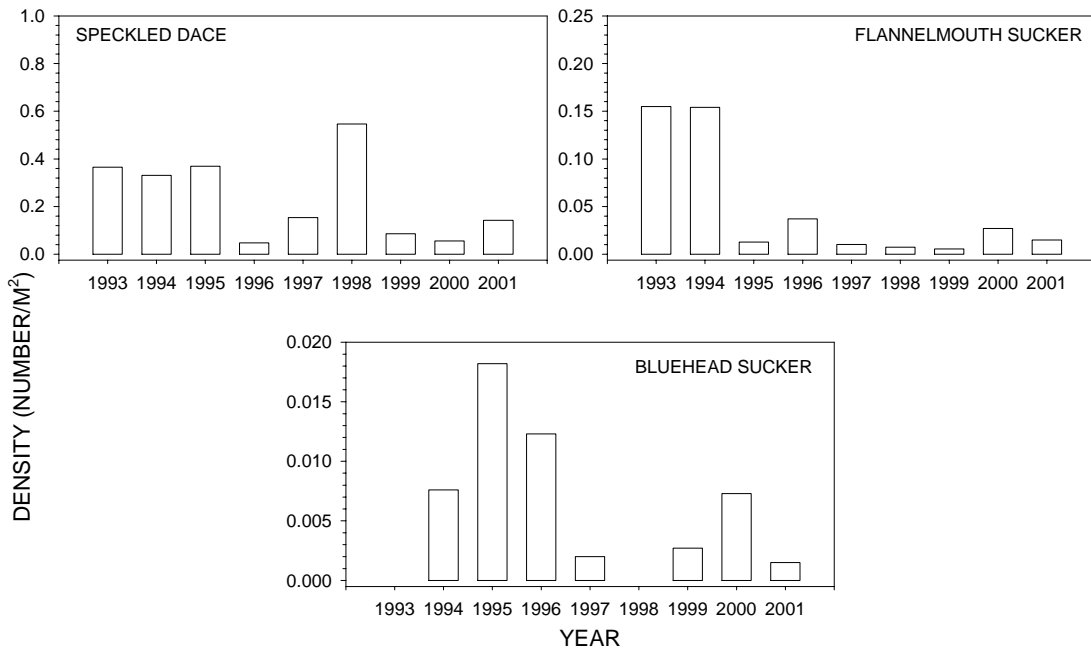 SPECKLED DACE
1.0
0.8
0.6
0.4
0.2
0.0
1993 1994 1995 1996 1997 1998 1999 2000 2001
FLANNELMOUTH SUCKER
0.25
0.20
0.15
0.10
0.05
0.00
1993 1994 1995 1996 1997 1998 1999 2000 2001
DENSITY (NUMBER/M²)
BLUEHEAD SUCKER
0.020
0.015
0.010
0.005
0.000
1993 1994 1995 1996 1997 1998 1999 2000 2001
YEAR